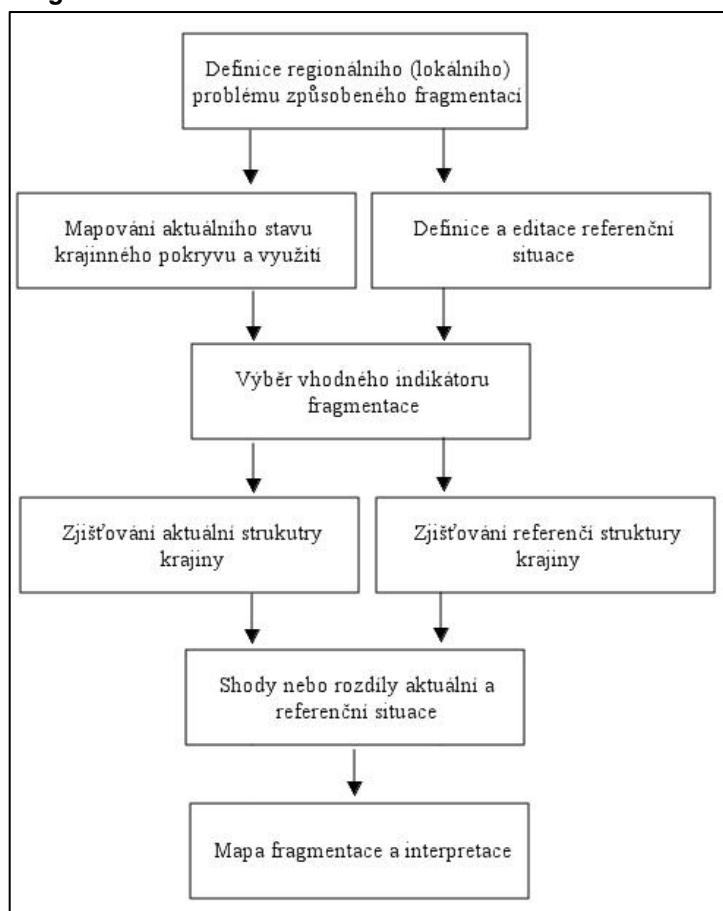 Definice regionálního (lokálního)
problému způsobeného fragmentací
Mapování aktuálního stavu
krajinného pokryvu a využití
Definice a editace referenční
situace
Výběr vhodného indikátoru
fragmentace
Zjišťování aktuální strukutry
krajiny
Zjišťování referenčí struktury
krajiny
Shody nebo rozdíly aktuální a
referenční situace
Mapa fragmentace a interpretace